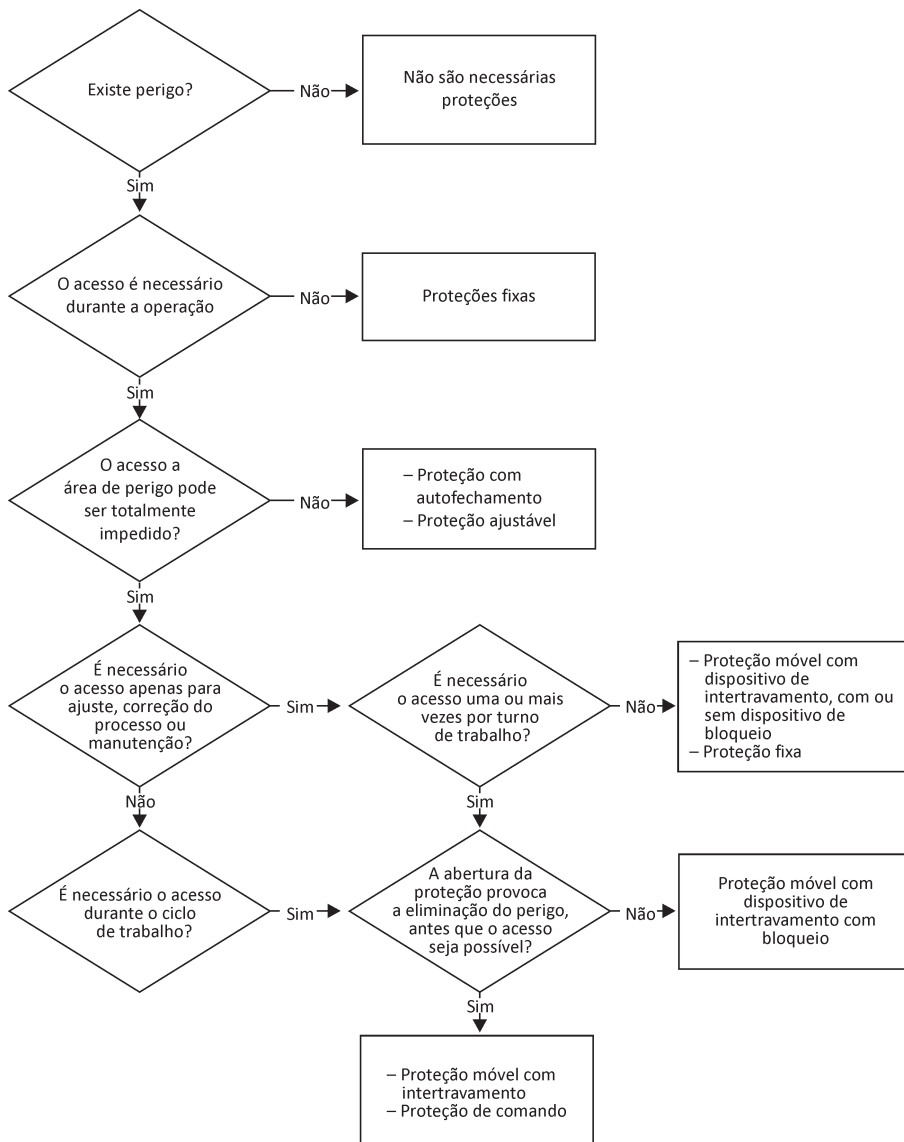 Existe perigo?
Não
Não são necessárias
proteções
Sim
O acesso é necessário
durante a operação
Não
Proteções fixas
Sim
O acesso a
área de perigo pode
ser totalmente
impedido?
Não
– Proteção com
autofechamento
– Proteção ajustável
Sim
É necessário
o acesso apenas para
ajuste, correção do
processo ou
manutenção?
Sim
É necessário
o acesso uma ou mais
vezes por turno
de trabalho?
Não
– Proteção móvel com
dispositivo de
intertravamento, com ou
sem dispositivo de
bloqueio
– Proteção fixa
Não
Sim
É necessário o acesso
durante o ciclo
de trabalho?
Sim
A abertura da
proteção provoca
a eliminação do perigo,
antes que o acesso
seja possível?
Não
Proteção móvel com
dispositivo de
intertravamento com
bloqueio
Sim
– Proteção móvel com
intertravamento
– Proteção de comando